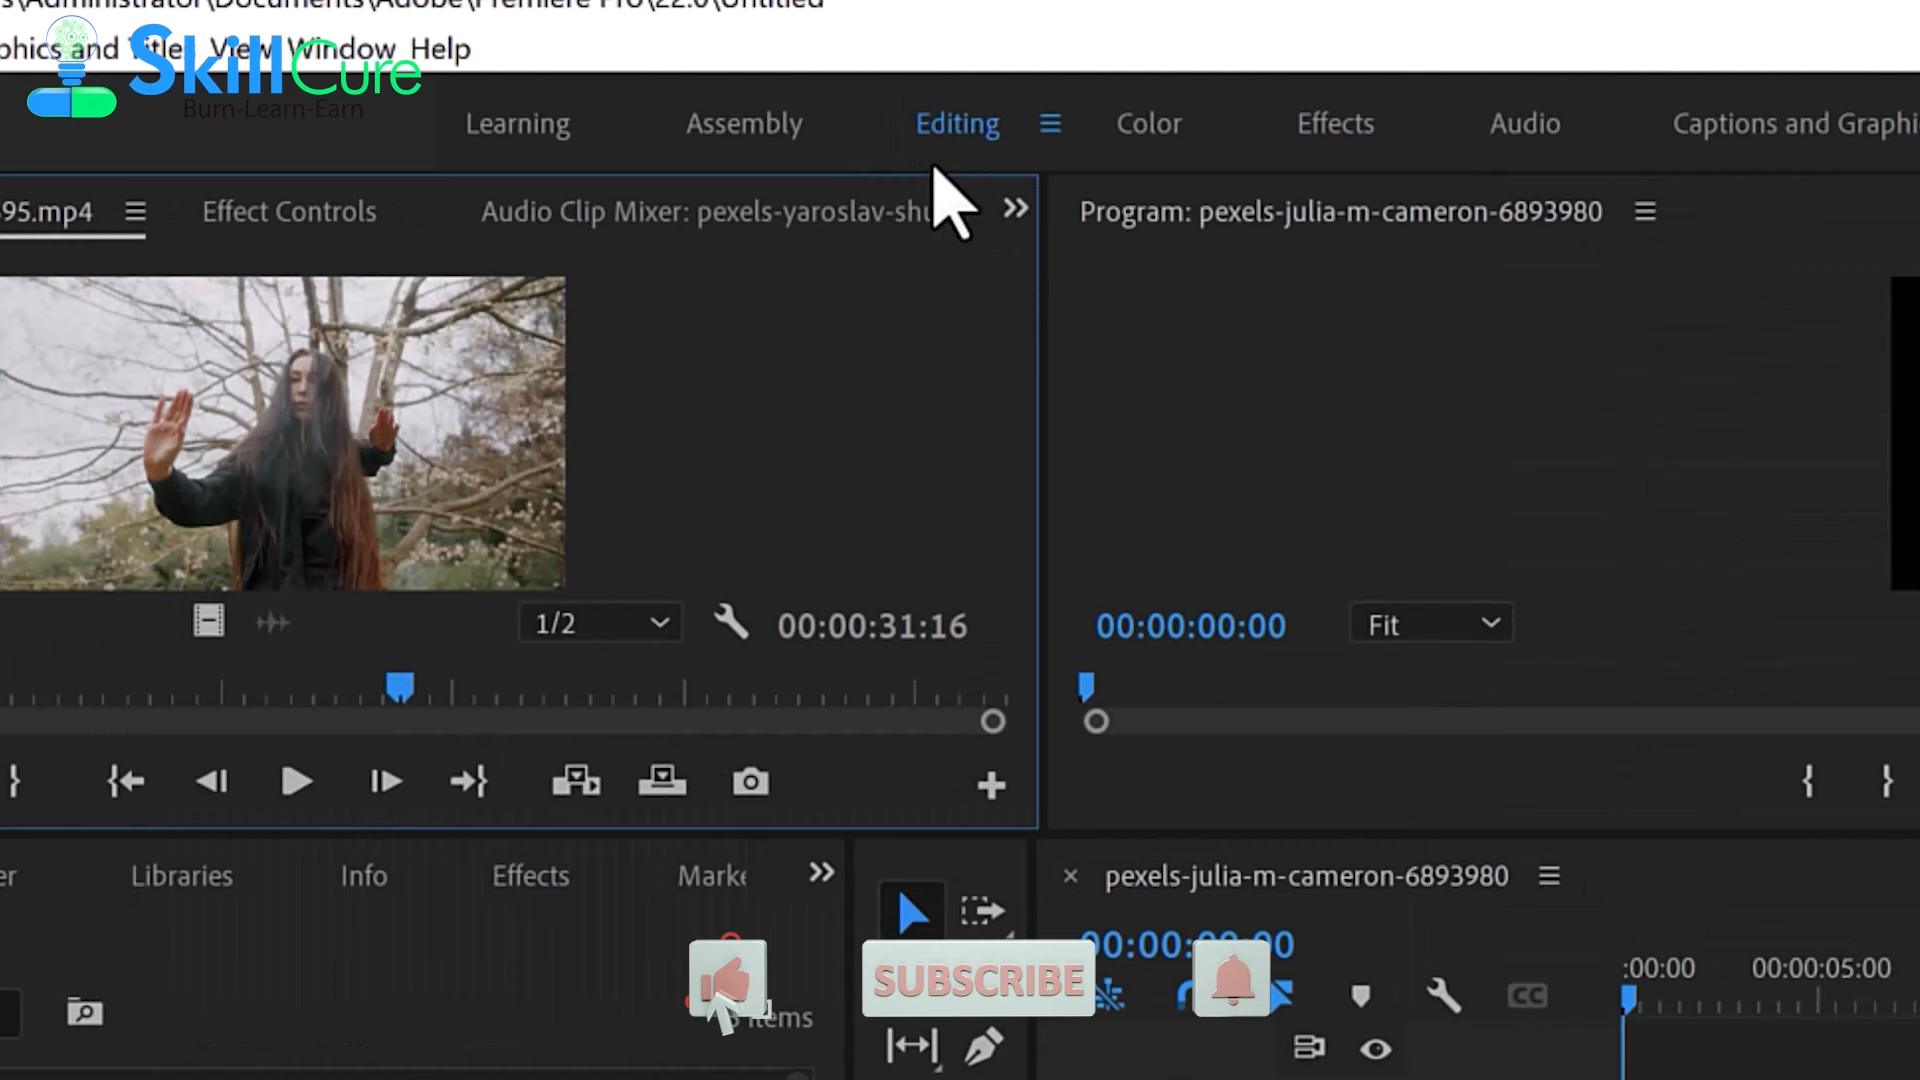 s\Administrator\Documents\Adobe\Premiere Pro\22.0\Untitled
phics and Titles View Window Help
SkillCure
Burn-Learn-Earn
Learning Assembly Editing Color Effects Audio Captions and Graphi
595.mp4 Effect Controls Audio Clip Mixer: pexels-yaroslav-shu Program: pexels-julia-m-cameron-6893980
1/2 00:00:31:16 00:00:00:00 Fit
er Libraries Info Effects Marke pexels-julia-m-cameron-6893980
00:00:00:00
:00:00 00:00:05:00
SUBSCRIBE
CC
items